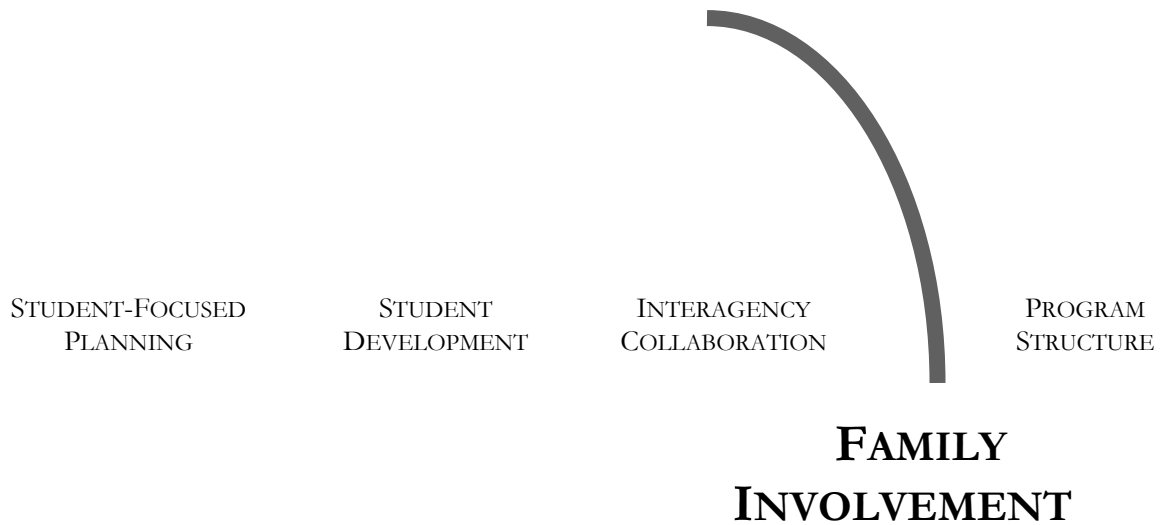 STUDENT-FOCUSED
PLANNING
STUDENT
DEVELOPMENT
INTERAGENCY
COLLABORATION
PROGRAM
STRUCTURE
FAMILY
INVOLVEMENT